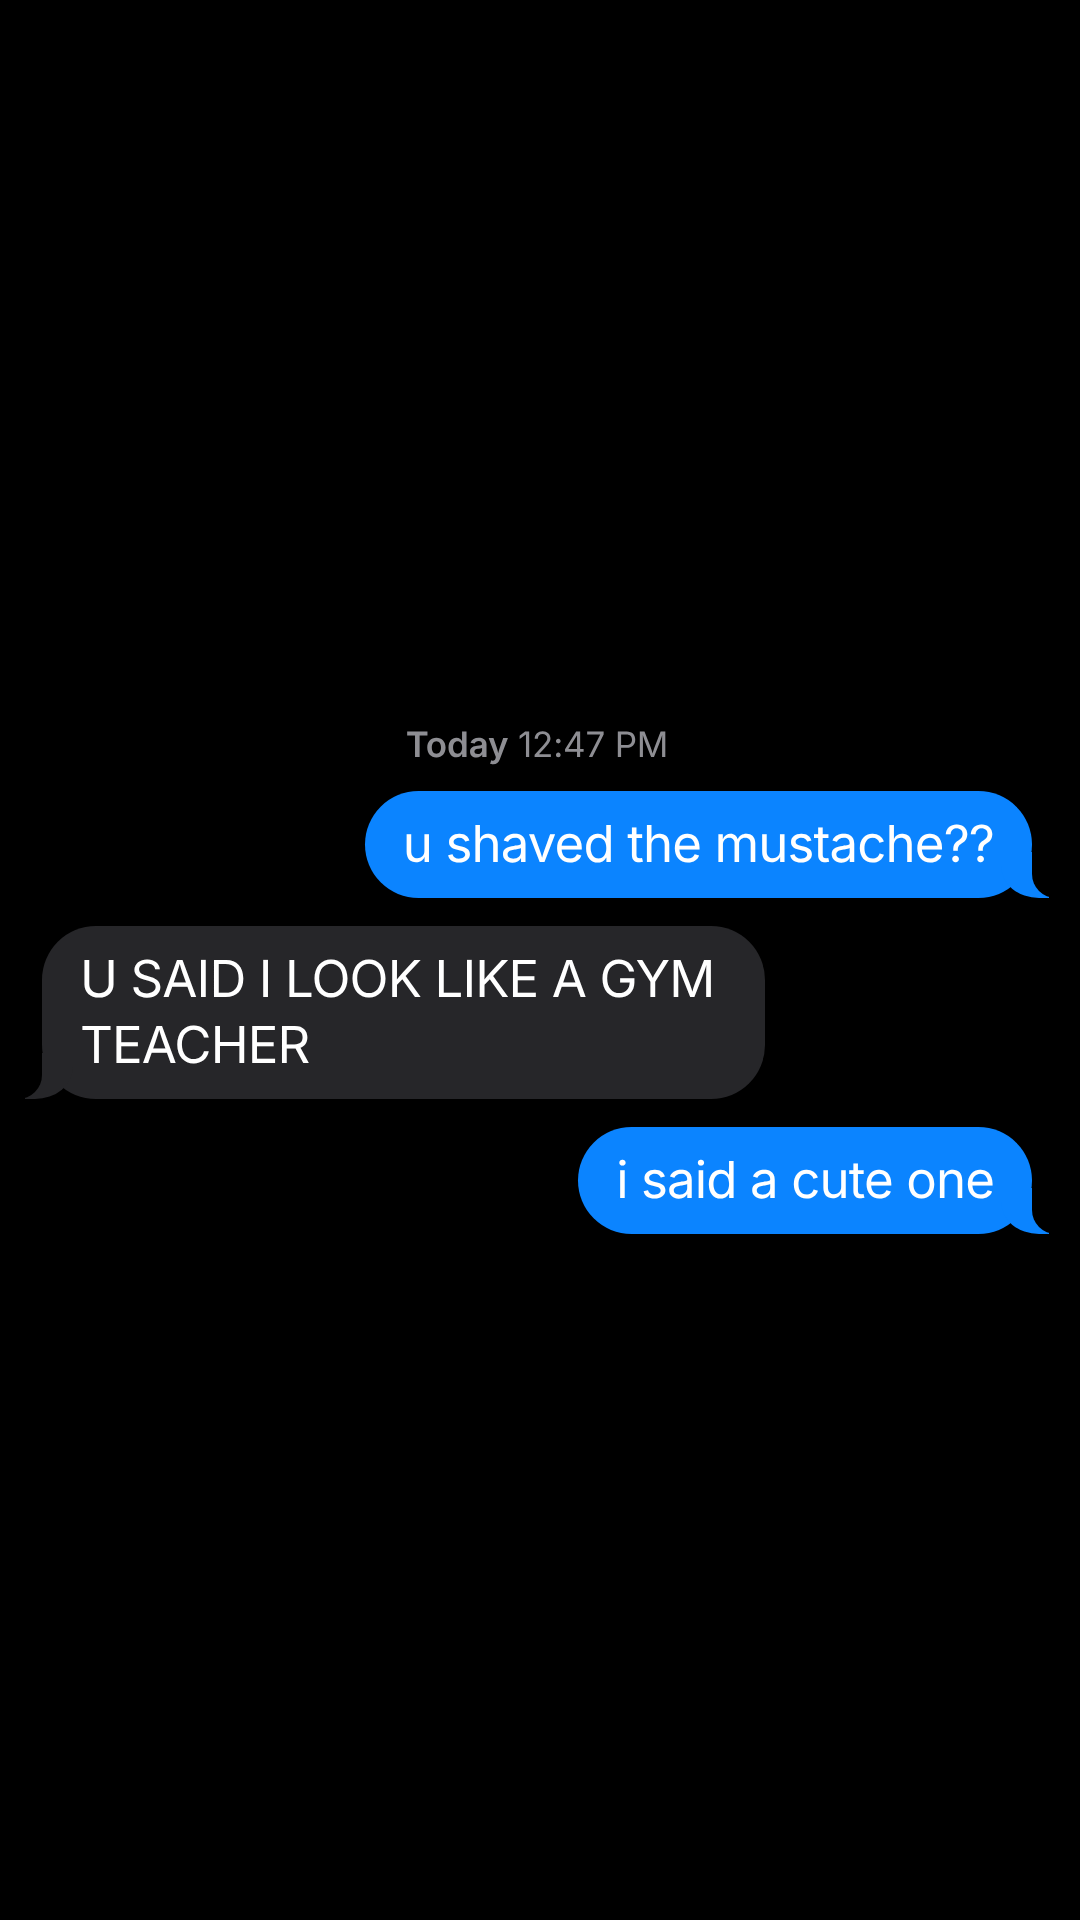 Today 12:47 PM
u shaved the mustache??
U SAID I LOOK LIKE A GYM
TEACHER
i said a cute one